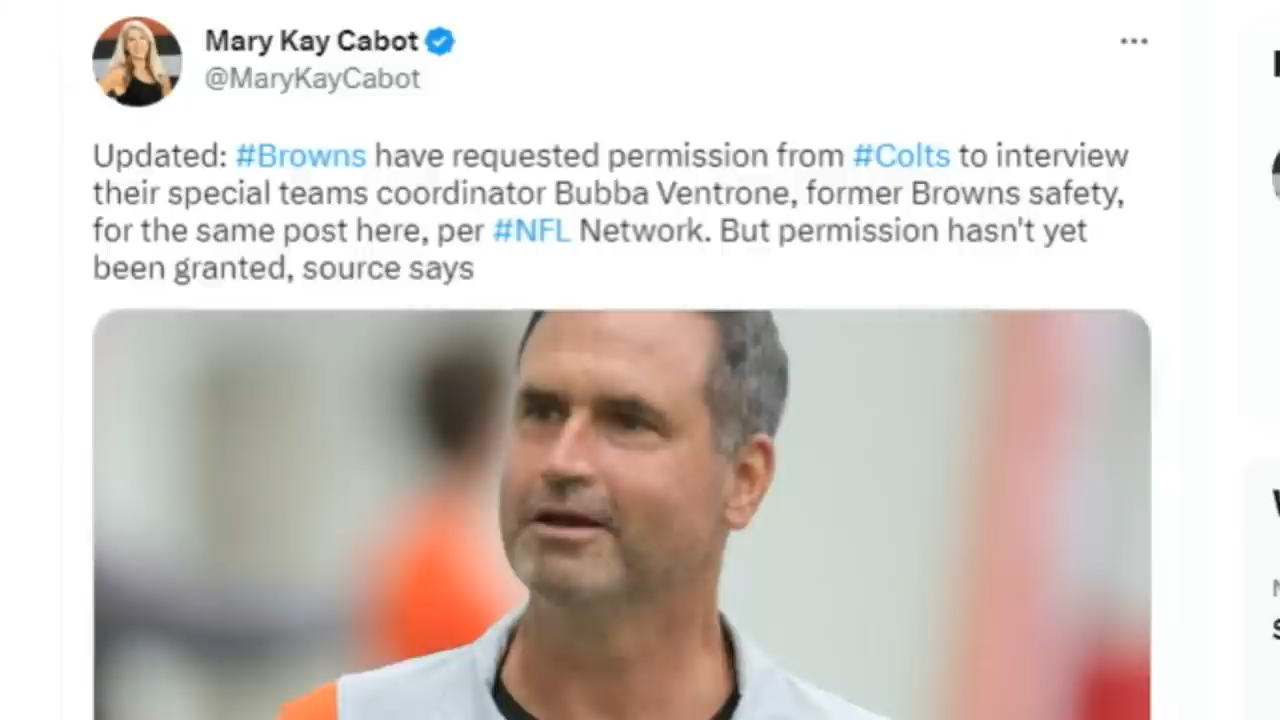 Mary Kay Cabot
@MaryKayCabot
Updated: #Browns have requested permission from #Colts to interview
their special teams coordinator Bubba Ventrone, former Browns safety,
for the same post here, per #NFL Network. But permission hasn't yet
been granted, source says